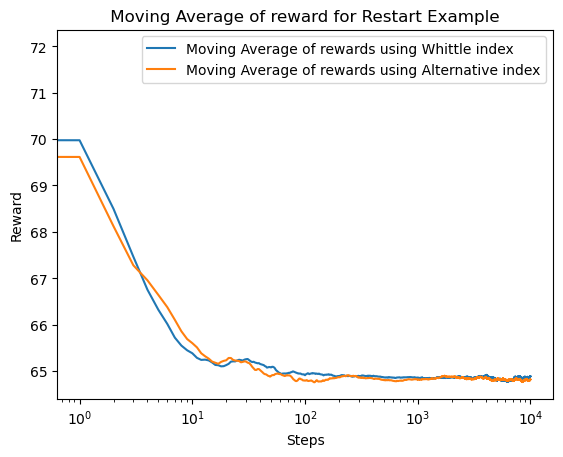 Moving Average of reward for Restart Example
Moving Average of rewards using Whittle index
Moving Average of rewards using Alternative index
72
71
70
69
68
67
66
65
Reward
10⁰
10¹
10²
10³
10⁴
Steps